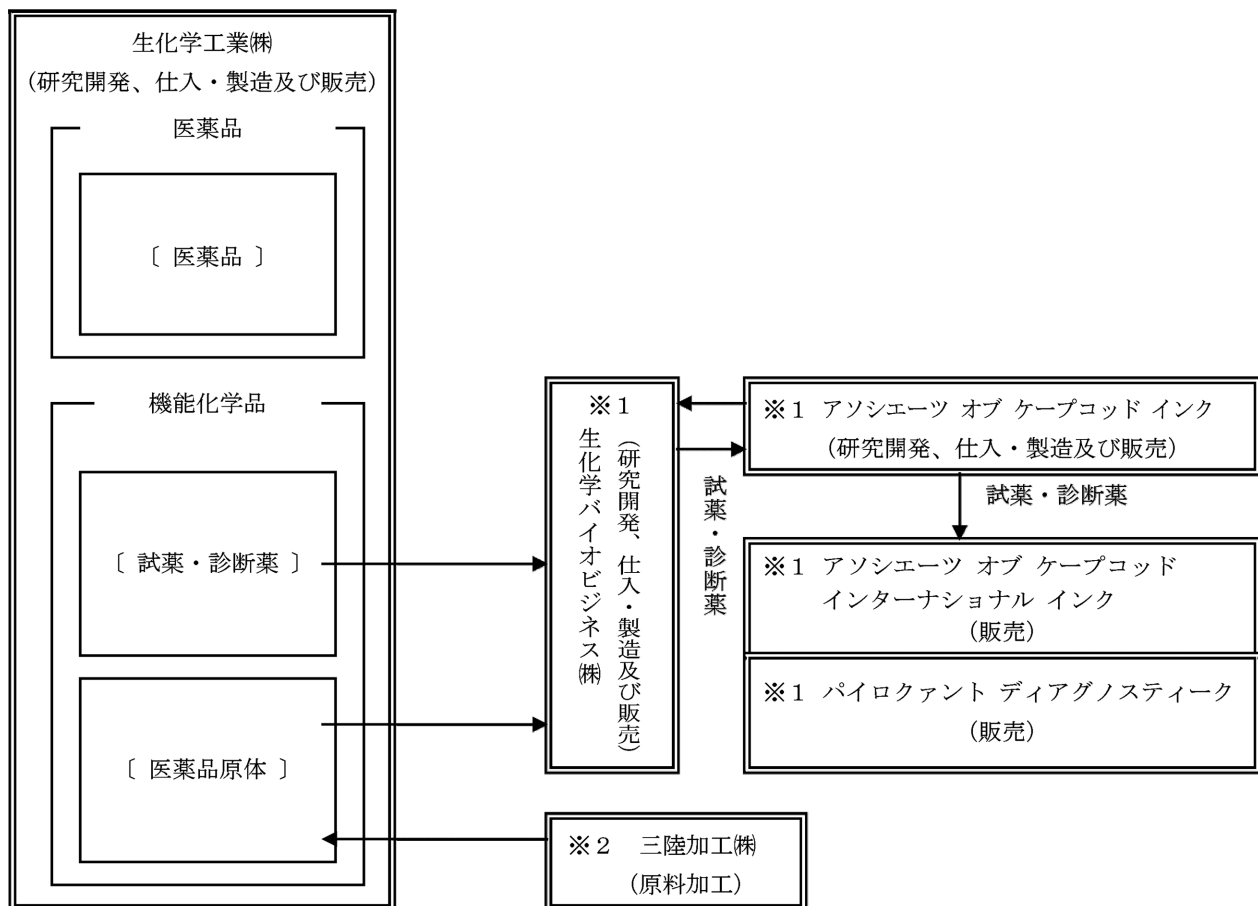 生化学工業㈱
(研究開発、仕入・製造及び販売)
医薬品
〔 医薬品 〕
機能化学品
〔 試薬・診断薬 〕
〔 医薬品原体 〕
※1
生化学バイオビジネス㈱
(研究開発、仕入・製造及び販売)
試薬・診断薬
※1 アソシエーツ オブ ケープコッド インク
(研究開発、仕入・製造及び販売)
試薬・診断薬
※1 アソシエーツ オブ ケープコッド
インターナショナル インク
(販売)
※1 パイロクァント ディアグノスティーク
(販売)
※2 三陸加工㈱
(原料加工)